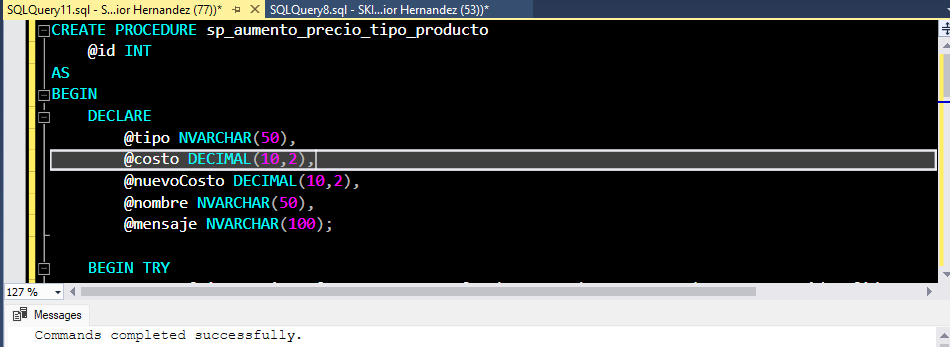 SQLQuery11.sql - S...ior Hernandez (77))* SQLQuery8.sql - SKI...ior Hernandez (53))*
CREATE PROCEDURE sp_aumento_precio_tipo_producto
@id INT
AS
BEGIN
DECLARE
@tipo NVARCHAR(50),
@costo DECIMAL(10,2),
@nuevoCosto DECIMAL(10,2),
@nombre NVARCHAR(50),
@mensaje NVARCHAR(100);
BEGIN TRY
127 %
Messages
Commands completed successfully.